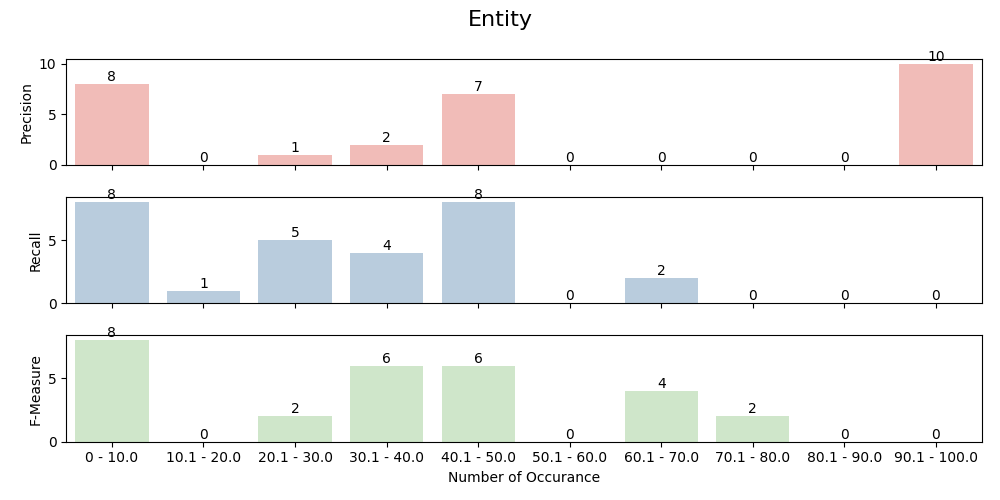 Entity
Precision
10
5
0
8 0 1 2 7 0 0 0 0 10
Recall
5
0
8 1 5 4 8 0 2 0 0 0
F-Measure
5
0
8 0 2 6 6 0 4 2 0 0
0 - 10.0 10.1 - 20.0 20.1 - 30.0 30.1 - 40.0 40.1 - 50.0 50.1 - 60.0 60.1 - 70.0 70.1 - 80.0 80.1 - 90.0 90.1 - 100.0
Number of Occurance